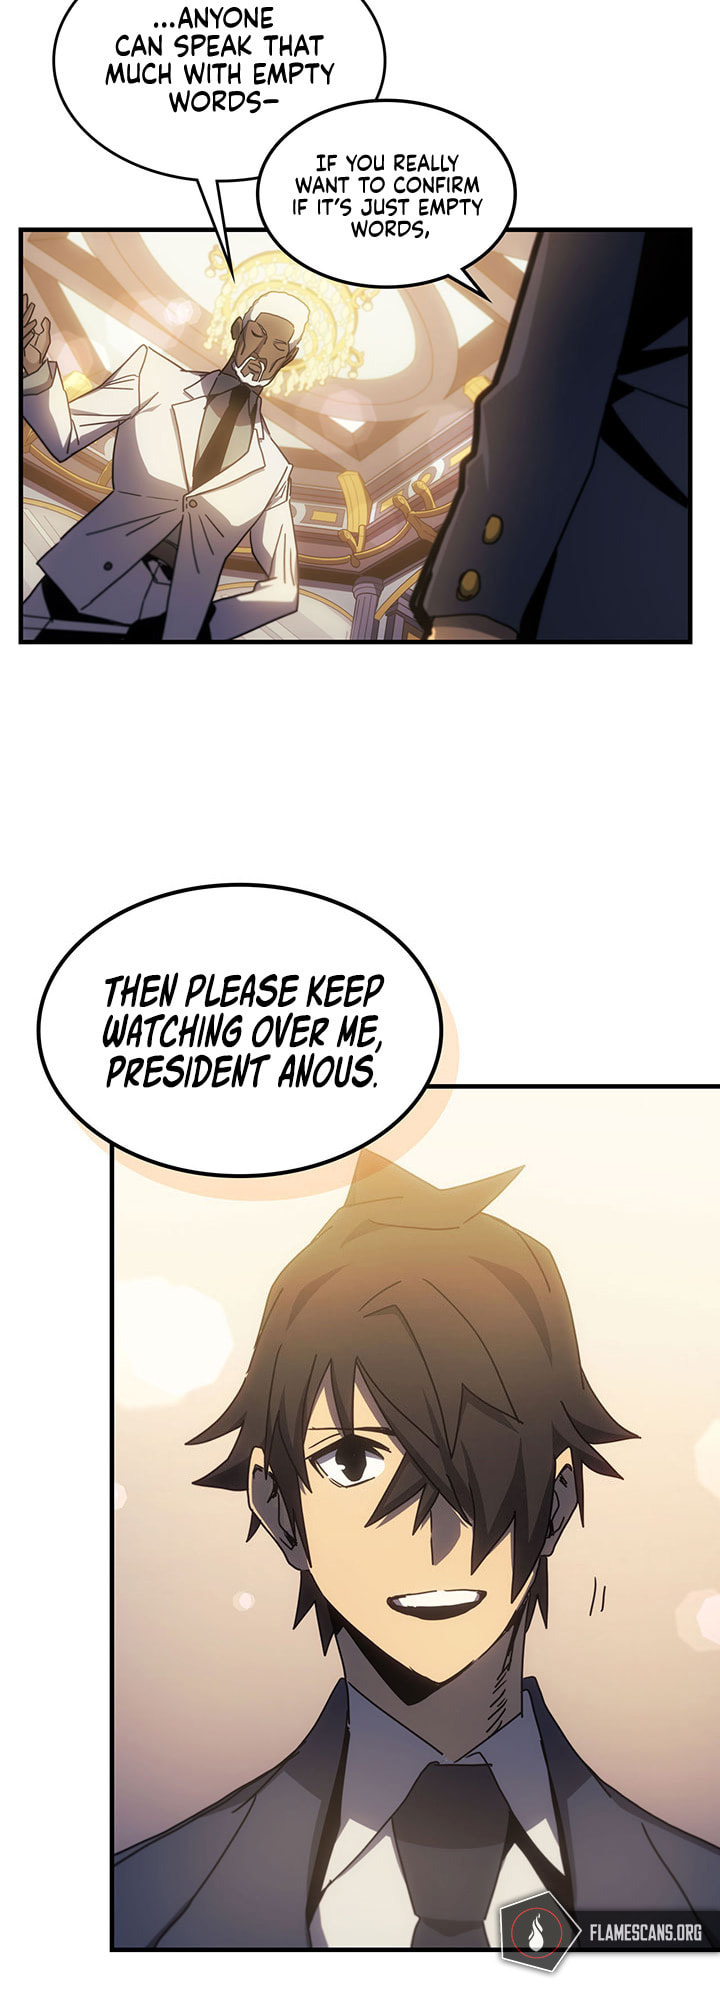 ...ANYONE
CAN SPEAK THAT
MUCH WITH EMPTY
WORDS-
IF YOU REALLY
WANT TO CONFIRM
IF IT'S JUST EMPTY
WORDS,
THEN PLEASE KEEP
WATCHING OVER ME,
PRESIDENT ANOUS.
FLAMESCANS.ORG